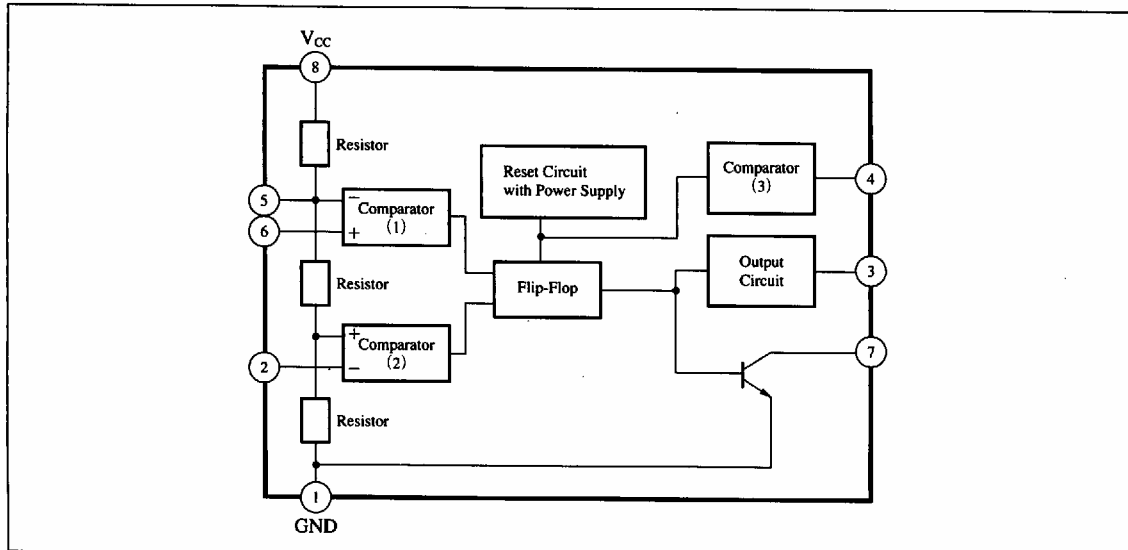 VCC
8
Resistor
Reset Circuit
with Power Supply
Comparator
(3)
4
5
−
Comparator
(1)
6
+
Output
Circuit
3
Resistor
Flip-Flop
+
Comparator
(2)
7
2
−
Resistor
1
GND